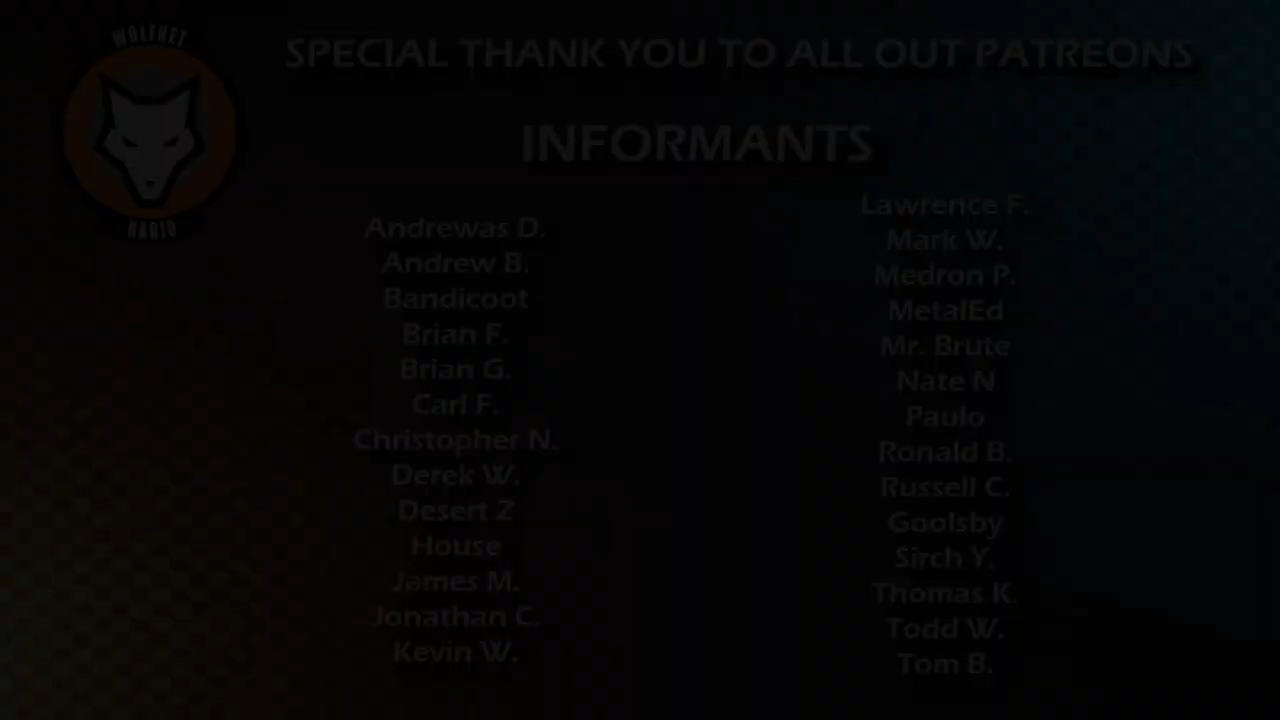 WOLFNET
RADIO
SPECIAL THANK YOU TO ALL OUT PATREONS
INFORMANTS
Andrewas D.
Andrew B.
Bandicoot
Brian F.
Brian G.
Carl F.
Christopher N.
Derek W.
Desert Z
House
James M.
Jonathan C.
Kevin W.
Lawrence F.
Mark W.
Medron P.
MetalEd
Mr. Brute
Nate N
Paulo
Ronald B.
Russell C.
Goolsby
Sirch Y.
Thomas K.
Todd W.
Tom B.